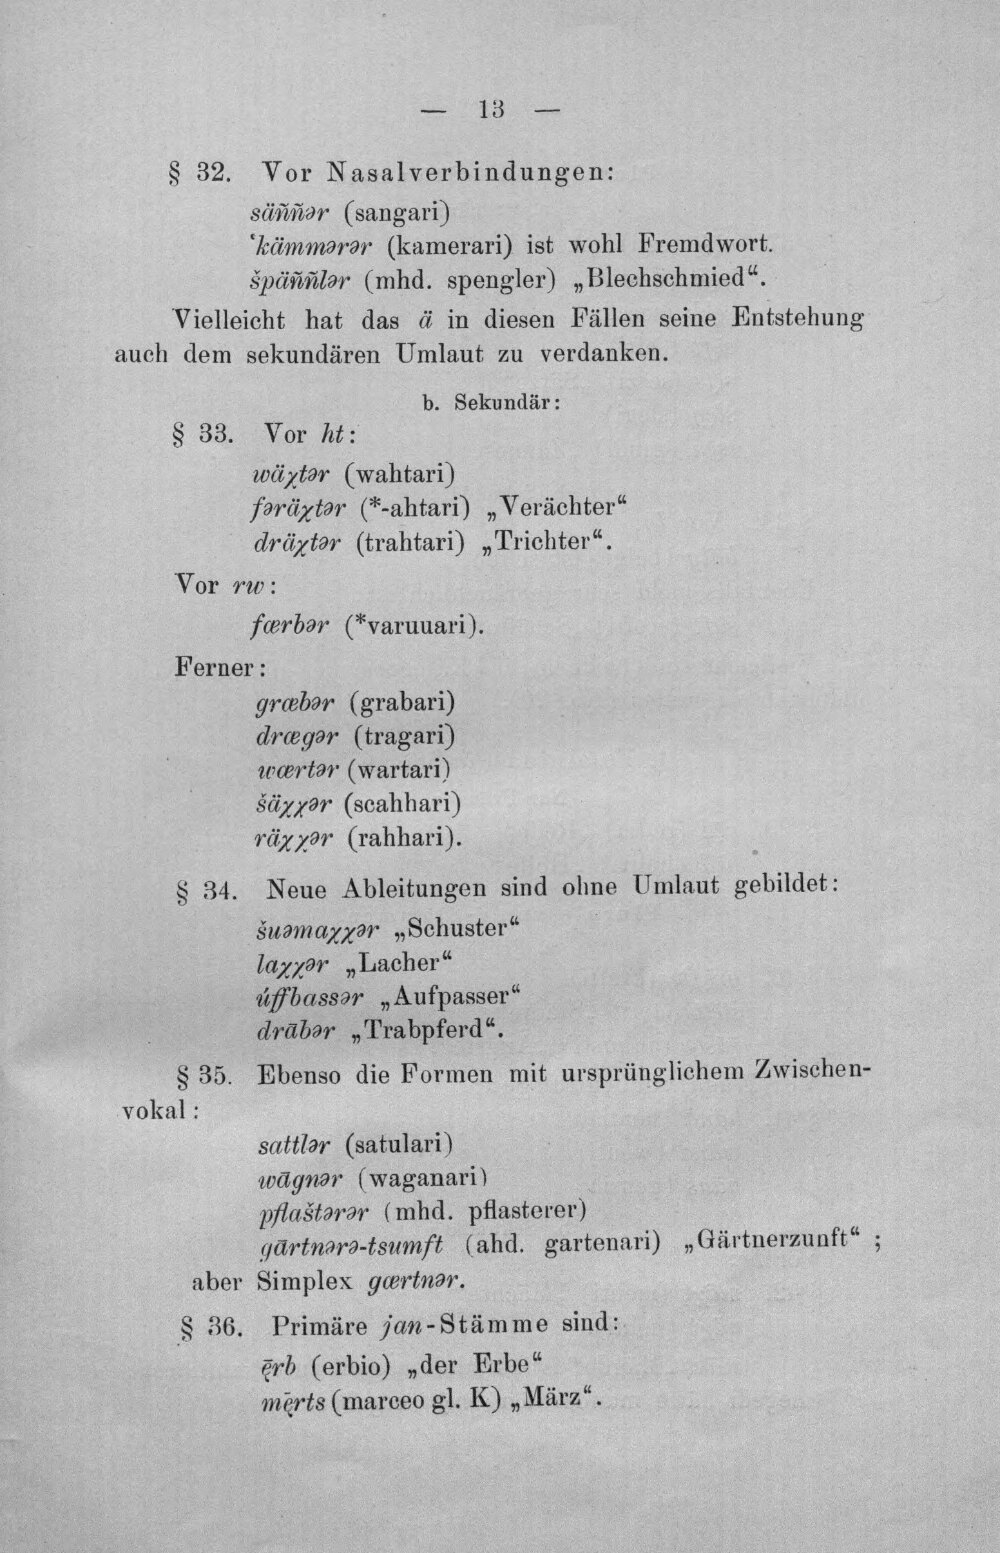 — 13 —
§ 32. Vor Nasalverbindungen:
säññər (sangari)
ʿkämmərər (kamerari) ist wohl Fremdwort.
špäññlər (mhd. spengler) „Blechschmied“.
Vielleicht hat das ä in diesen Fällen seine Entstehung
auch dem sekundären Umlaut zu verdanken.
b. Sekundär:
§ 33. Vor ht:
wäχtər (wahtari)
fəräχtər (*-ahtari) „Verächter“
dräχtər (trahtari) „Trichter“.
Vor rw:
færbər (*varuuari).
Ferner:
græbər (grabari)
drægər (tragari)
wærtər (wartari)
šäχχər (scahhari)
räχχər (rahhari).
§ 34. Neue Ableitungen sind ohne Umlaut gebildet:
šuəmaχχər „Schuster“
laχχər „Lacher“
úffbassər „Aufpasser“
drābər „Trabpferd“.
§ 35. Ebenso die Formen mit ursprünglichem Zwischen-
vokal:
sattlər (satulari)
wāgnər (waganari)
pflaštərər (mhd. pflasterer)
gārtnərə-tsumft (ahd. gartenari) „Gärtnerzunft“ ;
aber Simplex gærtnər.
§ 36. Primäre jan-Stämme sind:
ę̄rb (erbio) „der Erbe“
mę̄rts (marceo gl. K) „März“.